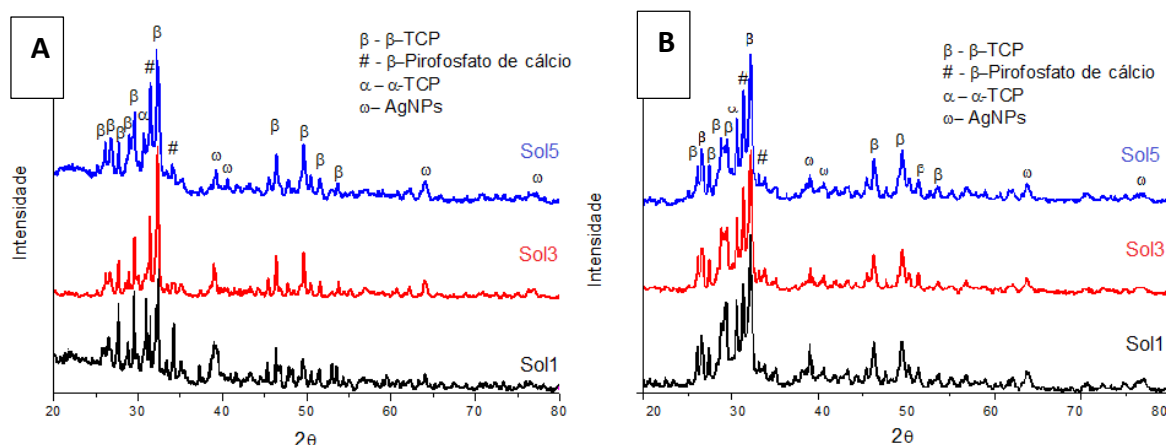 A
β - β–TCP
# - β–Pirofosfato de cálcio
α – α-TCP
ω– AgNPs
β
#
β
β
α
β
β
β
β
#
ω
ω
β
β
β
β
ω
ω
Sol5
Sol3
Sol1
Intensidade
20 30 40 50 60 70 80
2θ
B
β - β–TCP
# - β–Pirofosfato de cálcio
α – α-TCP
ω– AgNPs
β
#
α
β
β
β
β
β
#
ω
ω
β
β
β
β
ω
ω
Sol5
Sol3
Sol1
Intensidade
20 30 40 50 60 70 80
2θ